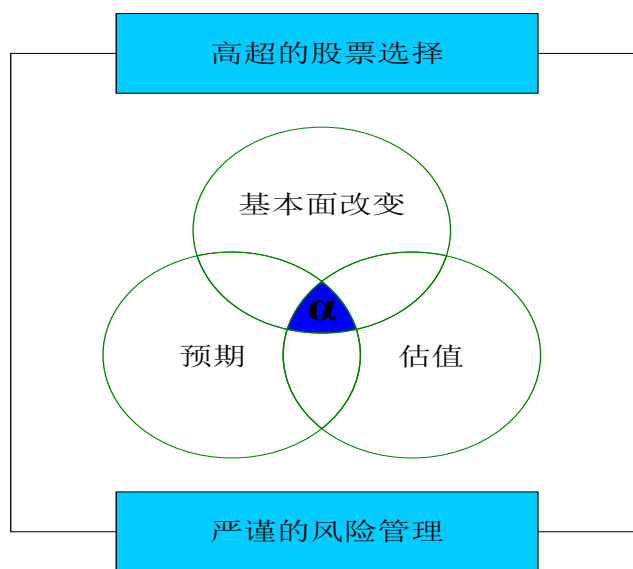 高超的股票选择
基本面改变
α
预期
估值
严谨的风险管理